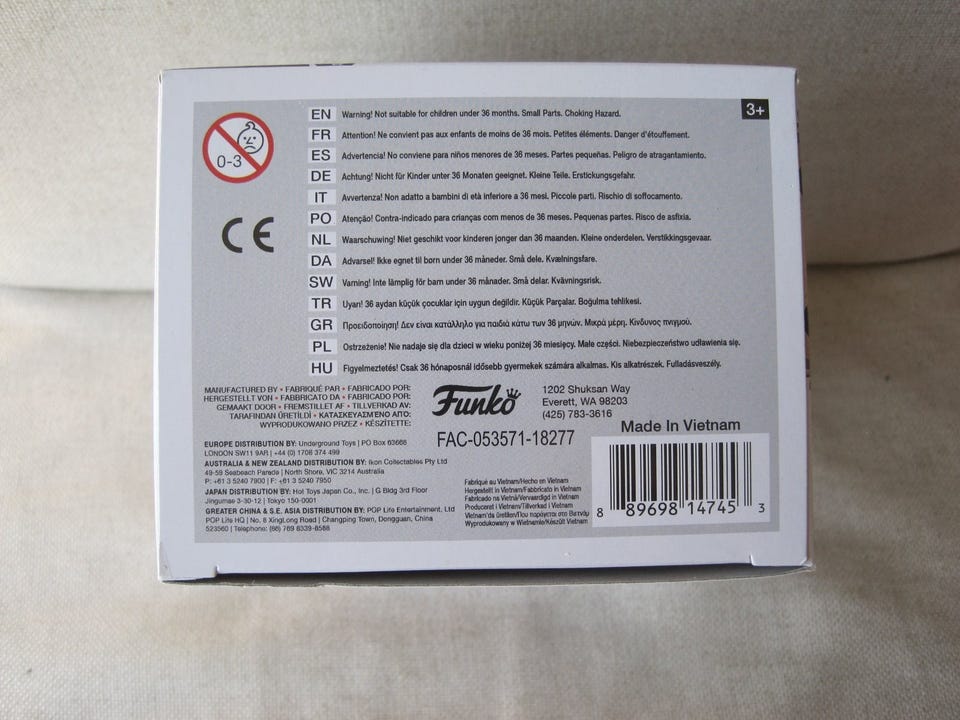 3+
0-3
CE
EN Warning! Not suitable for children under 36 months. Small Parts. Choking Hazard.
FR Attention! Ne convient pas aux enfants de moins de 36 mois. Petites éléments. Danger d'étouffement.
ES Advertencia! No conviene para niños menores de 36 meses. Partes pequeñas. Peligro de atragantamiento.
DE Achtung! Nicht für Kinder unter 36 Monaten geeignet. Kleine Teile. Erstickungsgefahr.
IT Avvertenza! Non adatto a bambini di età inferiore a 36 mesi. Piccole parti. Rischio di soffocamento.
PO Atenção! Contra-indicado para crianças com menos de 36 meses. Pequenas partes. Risco de asfixia.
NL Waarschuwing! Niet geschikt voor kinderen jonger dan 36 maanden. Kleine onderdelen. Verstikkingsgevaar.
DA Advarsel! Ikke egnet til born under 36 måneder. Små dele. Kvælningsfare.
SW Varning! Inte lämplig för barn under 36 månader. Små delar. Kvävningsrisk.
TR Uyarı! 36 aydan küçük çocuklar için uygun değildir. Küçük Parçalar. Boğulma tehlikesi.
GR Προειδοποίηση! Δεν είναι κατάλληλο για παιδιά κάτω των 36 μηνών. Μικρά μέρη. Κίνδυνος πνιγμού.
PL Ostrzeżenie! Nie nadaje się dla dzieci w wieku poniżej 36 miesięcy. Małe części. Niebezpieczeństwo udławienia się.
HU Figyelmeztetés! Csak 36 hónaposnál idősebb gyermekek számára alkalmas. Kis alkatrészek. Fulladásveszély.
MANUFACTURED BY • FABRIQUÉ PAR • FABRICADO POR:
HERGESTELLT VON • FABBRICATO DA • FABRICADO POR:
GEMAAKT DOOR • FREMSTILLET AF • TILLVERKAD AV:
TARAFINDAN ÜRETİLDİ • ΚΑΤΑΣΚΕΥΑΣΜΕΝΟ ΑΠΟ:
WYPRODUKOWANO PRZEZ • KÉSZÍTETTE:
Funko
1202 Shuksan Way
Everett, WA 98203
(425) 783-3616
FAC-053571-18277
Made In Vietnam
EUROPE DISTRIBUTION BY: Underground Toys | PO Box 63668
LONDON SW11 9AR | +44 (0) 1708 374 499
AUSTRALIA & NEW ZEALAND DISTRIBUTION BY: Ikon Collectables Pty Ltd
49-59 Seabeach Parade | North Shore, VIC 3214 Australia
P: +61 3 5240 7900 | F: +61 3 5240 7950
JAPAN DISTRIBUTION BY: Hot Toys Japan Co., Inc. | G Bldg 3rd Floor
Jingumae 3-30-12 | Tokyo 150-0001
GREATER CHINA & S.E. ASIA DISTRIBUTION BY: POP Life Entertainment, Ltd
POP Life HQ | No. 8 XingLong Road | Changping Town, Dongguan, China
523560 | Telephone: (86) 769 8339-8588
Fabriqué au Vietnam/Hecho en Vietnam
Hergestellt in Vietnam/Fabbricato in Vietnam
Fabricado na Vietnã/Vervaardigd in Vietnam
Produceret i Vietnam/Tillverkad i Vietnam
Vietnam'da üretilen/Που παράγεται στο Βιετνάμ
Wyprodukowany w Wietnamie/Készült Vietnam
8 89698 14745 3